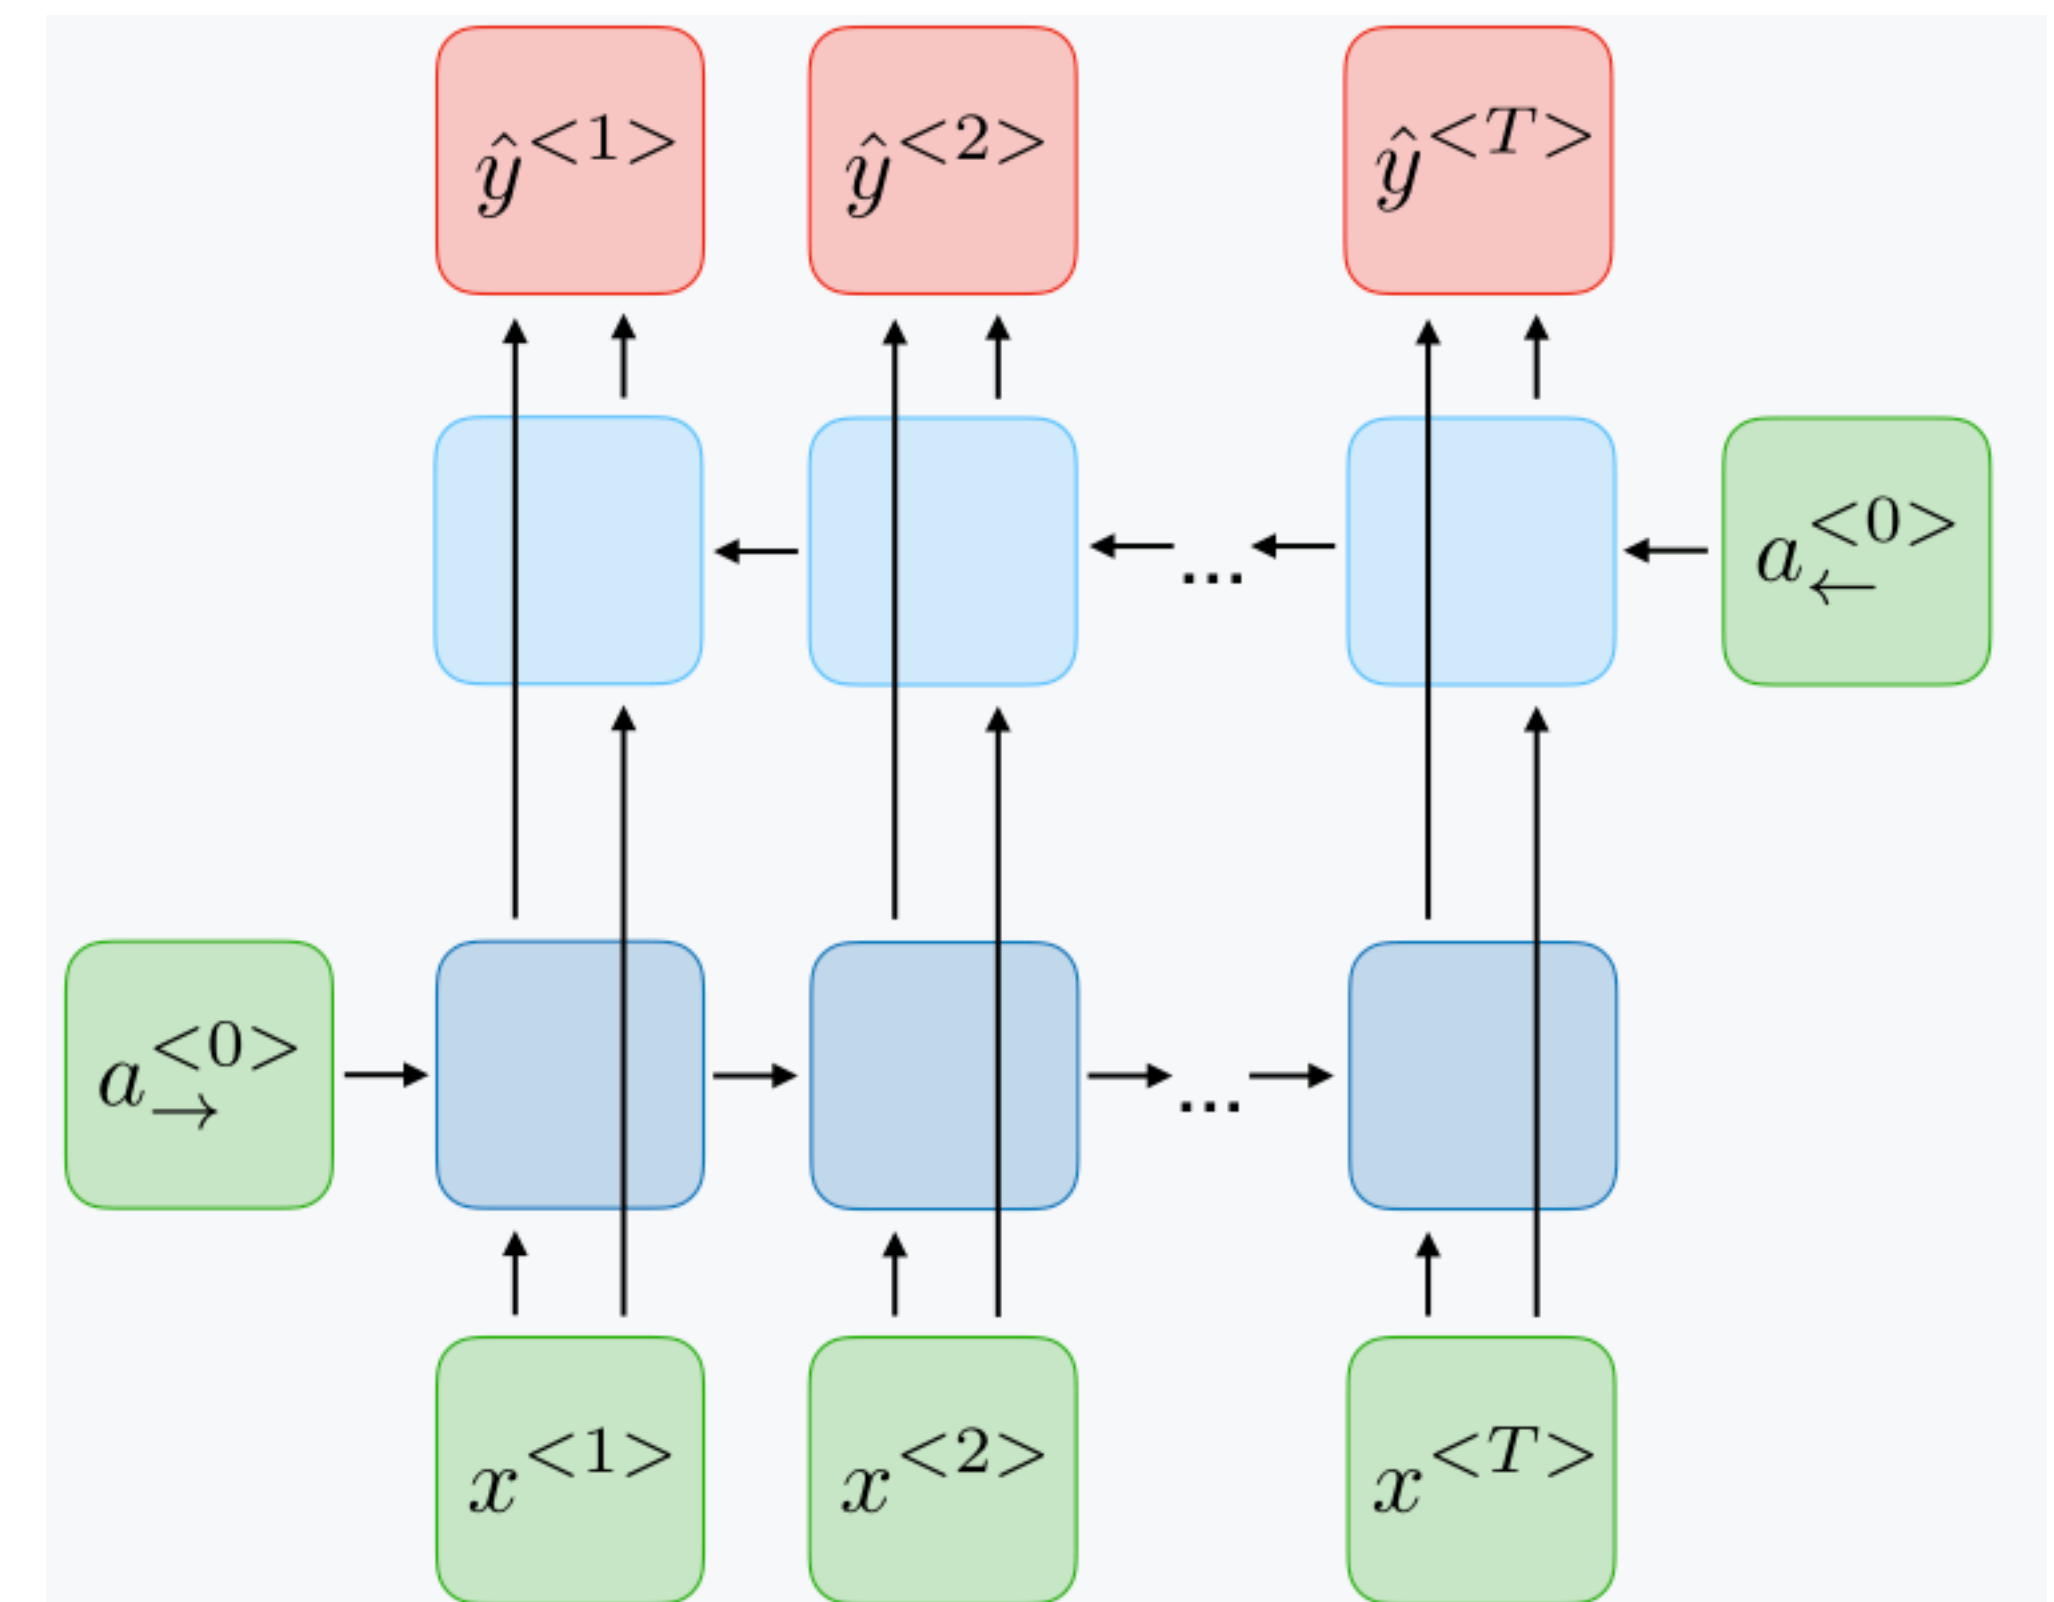 ŷ<1> ŷ<2> ŷ<T>
... a←<0>
a→<0> ...
x<1> x<2> x<T>